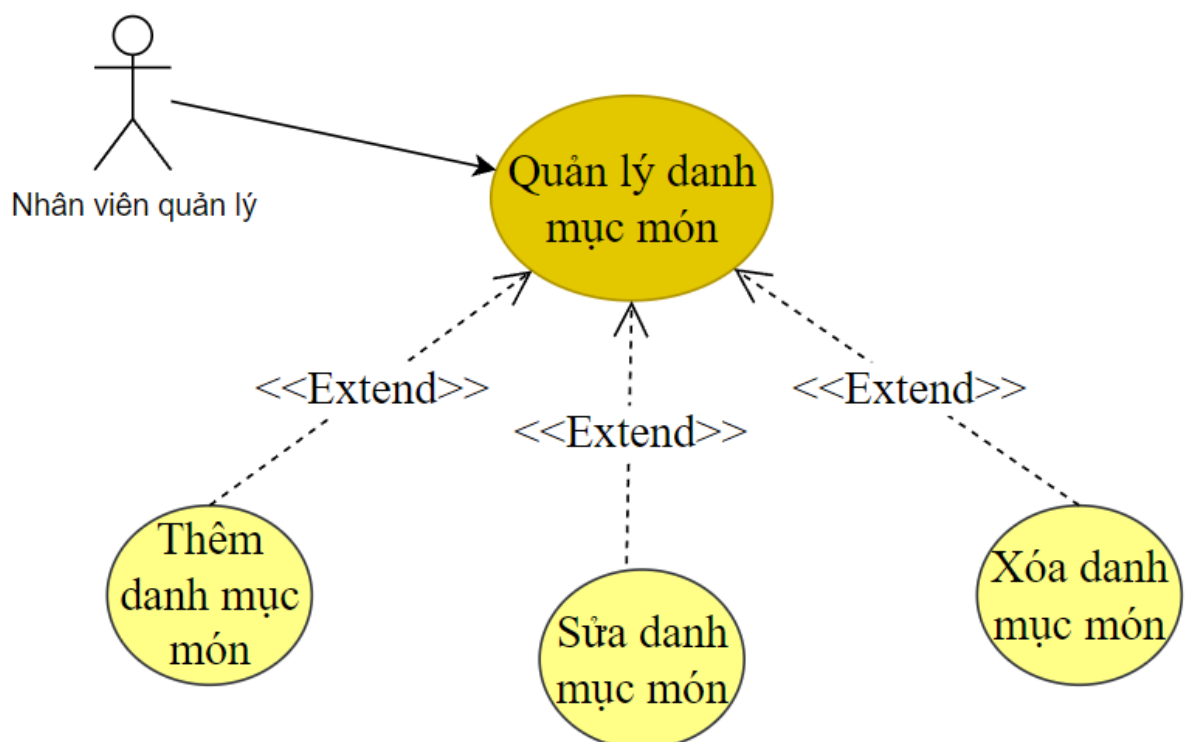 Nhân viên quản lý
Quản lý danh
mục món
<<Extend>>
<<Extend>>
<<Extend>>
Thêm
danh mục
món
Sửa danh
mục món
Xóa danh
mục món